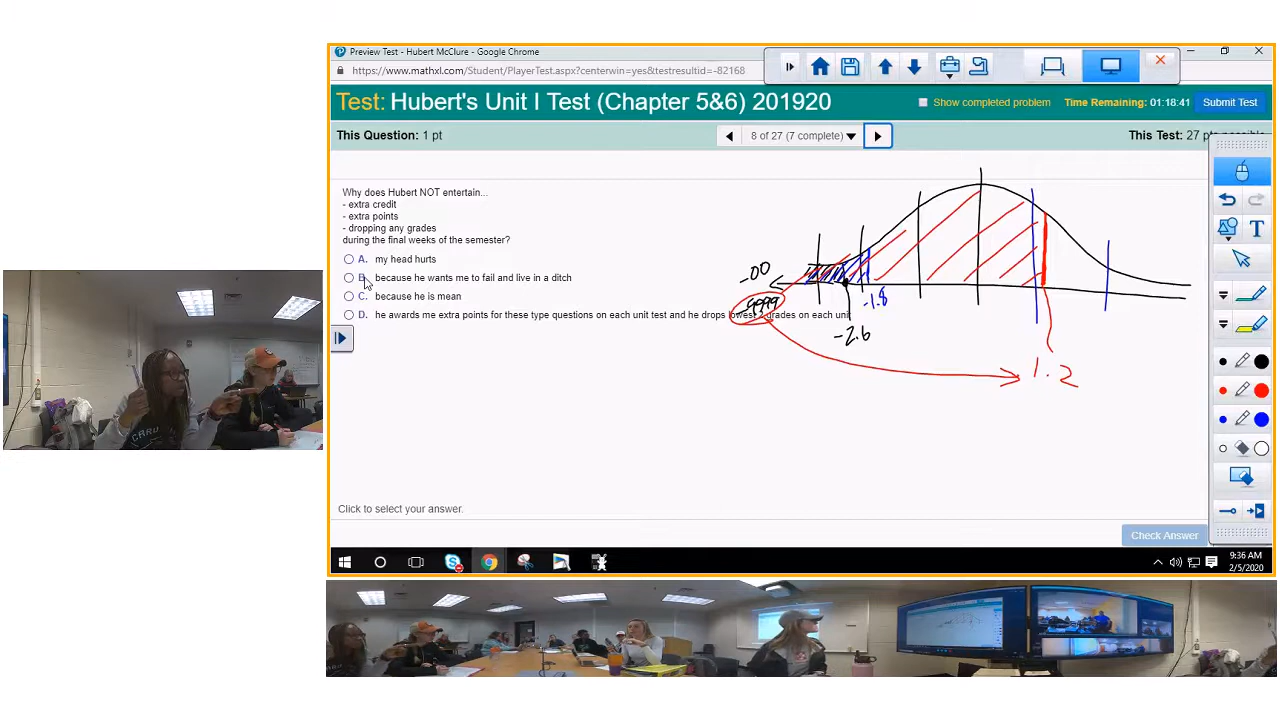 Preview Test - Hubert McClure - Google Chrome
https://www.mathxl.com/Student/PlayerTest.aspx?centerwin=yes&testresultid=-82168
Test: Hubert's Unit I Test (Chapter 5&6) 201920
Show completed problem
Time Remaining: 01:18:41
Submit Test
This Question: 1 pt
8 of 27 (7 complete)
This Test: 27 pts possible
Why does Hubert NOT entertain...
- extra credit
- extra points
- dropping any grades
during the final weeks of the semester?
A. my head hurts
B. because he wants me to fail and live in a ditch
C. because he is mean
D. he awards me extra points for these type questions on each unit test and he drops lowest grades on each unit
-∞
-9999
-1.8
-2.6
1.2
T
Click to select your answer.
Check Answer
9:36 AM
2/5/2020